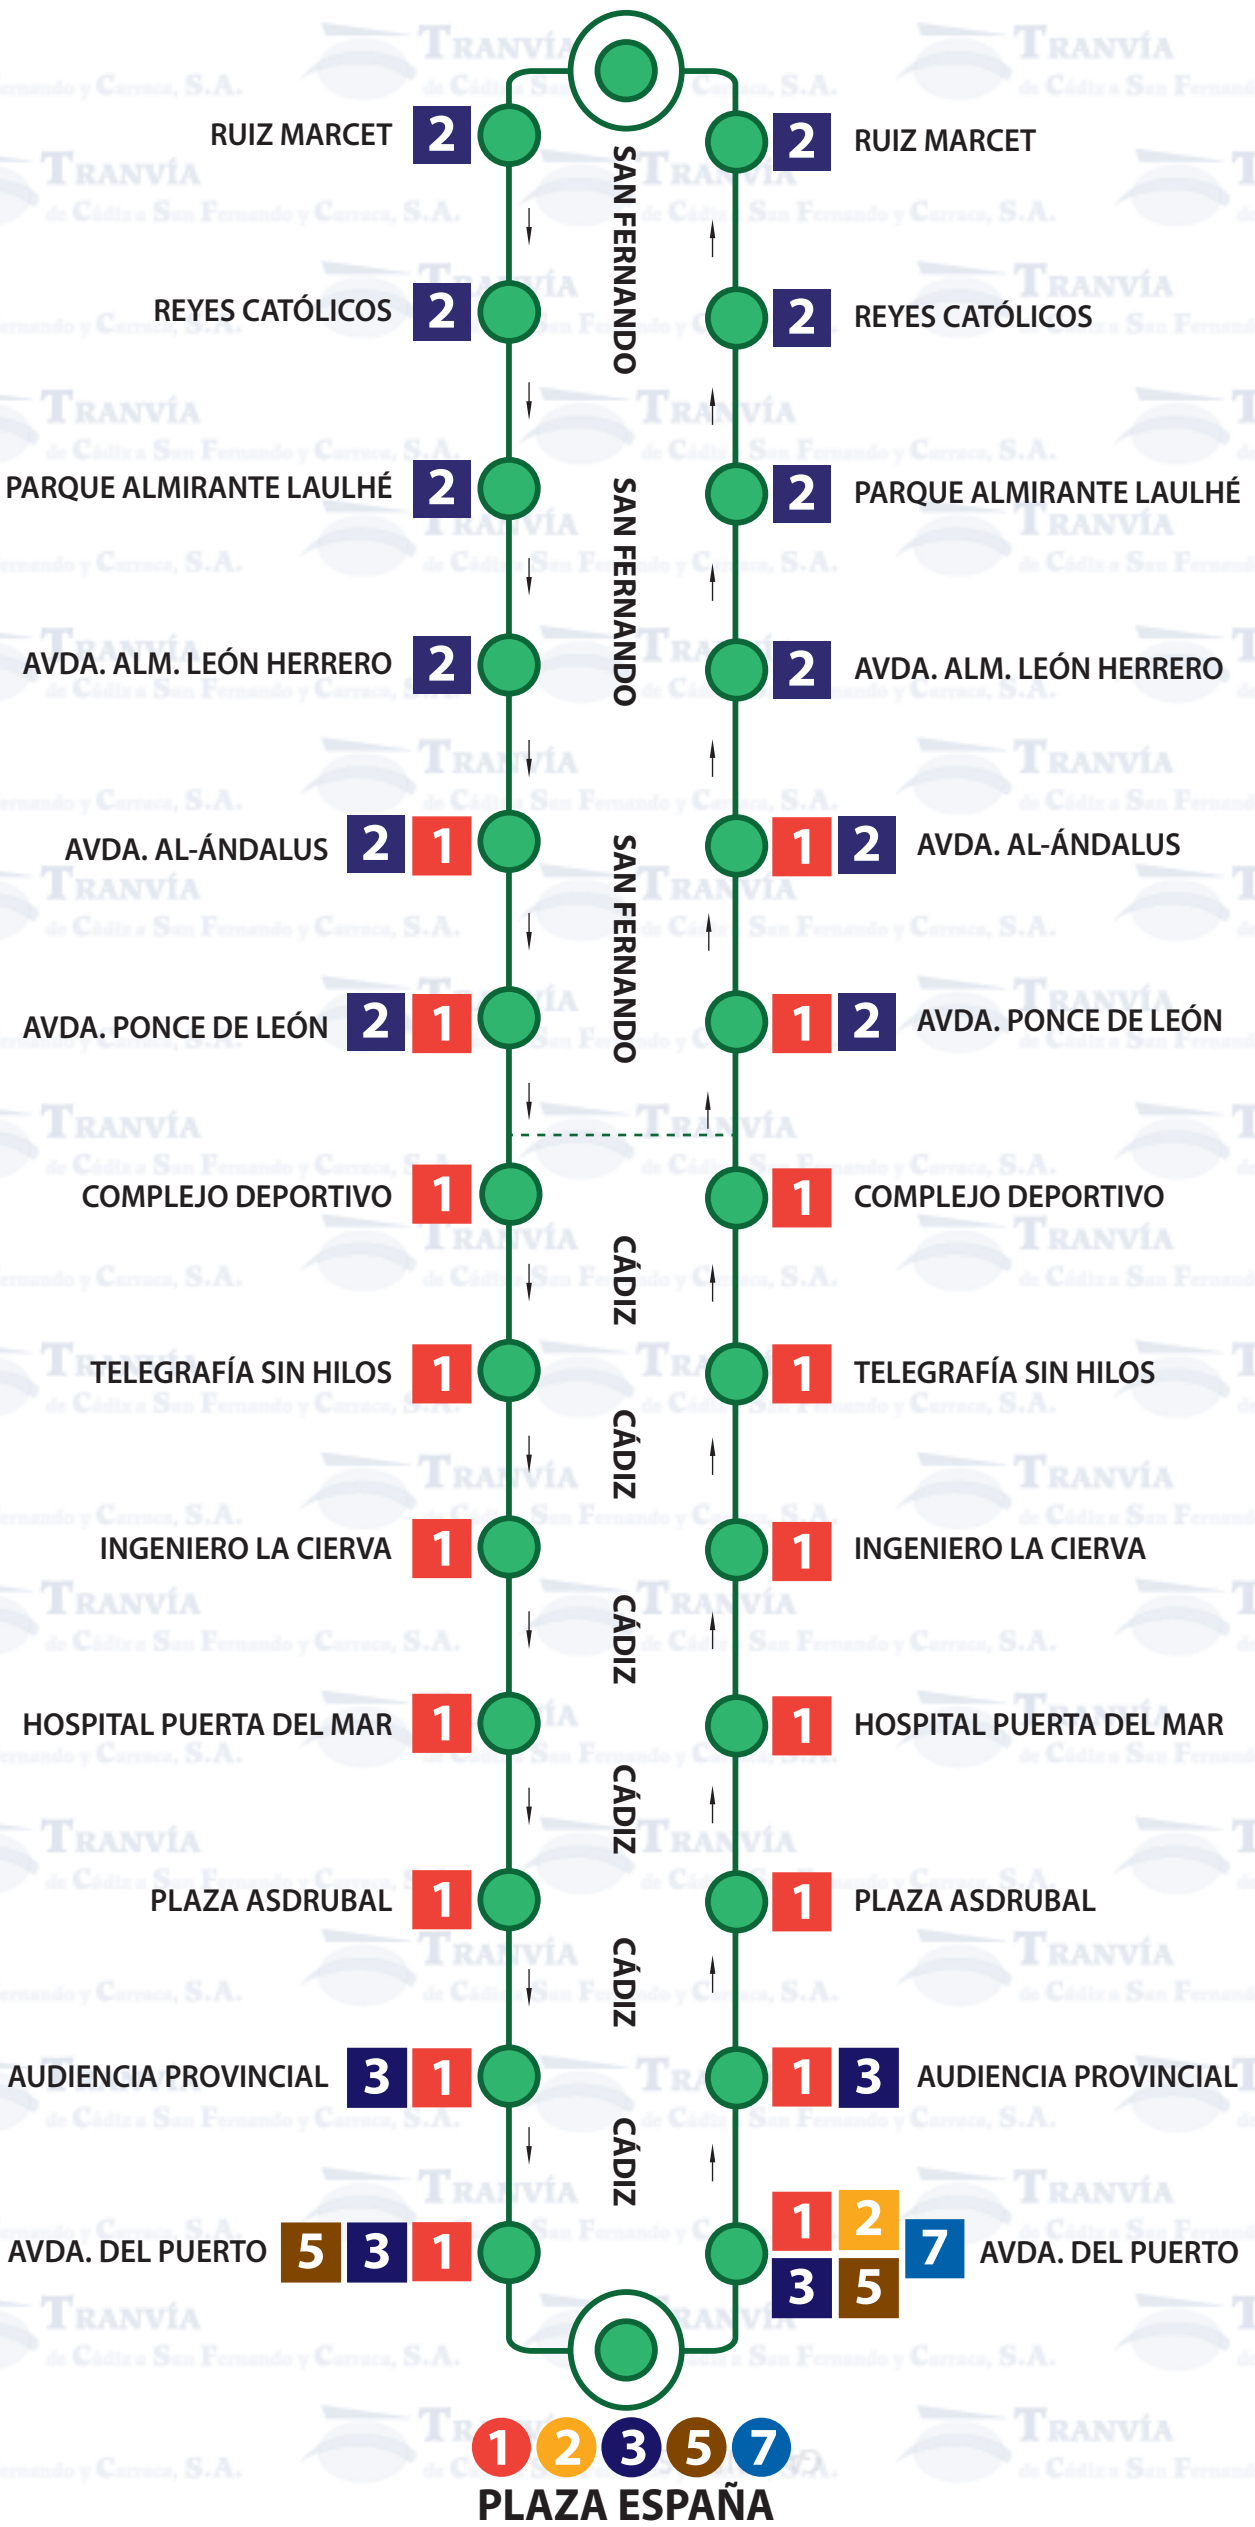 RUIZ MARCET 2
2 RUIZ MARCET
SAN FERNANDO
REYES CATÓLICOS 2
2 REYES CATÓLICOS
PARQUE ALMIRANTE LAULHÉ 2
2 PARQUE ALMIRANTE LAULHÉ
SAN FERNANDO
AVDA. ALM. LEÓN HERRERO 2
2 AVDA. ALM. LEÓN HERRERO
AVDA. AL-ÁNDALUS 2 1
1 2 AVDA. AL-ÁNDALUS
SAN FERNANDO
AVDA. PONCE DE LEÓN 2 1
1 2 AVDA. PONCE DE LEÓN
COMPLEJO DEPORTIVO 1
1 COMPLEJO DEPORTIVO
CÁDIZ
TELEGRAFÍA SIN HILOS 1
1 TELEGRAFÍA SIN HILOS
CÁDIZ
INGENIERO LA CIERVA 1
1 INGENIERO LA CIERVA
CÁDIZ
HOSPITAL PUERTA DEL MAR 1
1 HOSPITAL PUERTA DEL MAR
CÁDIZ
PLAZA ASDRUBAL 1
1 PLAZA ASDRUBAL
CÁDIZ
AUDIENCIA PROVINCIAL 3 1
1 3 AUDIENCIA PROVINCIAL
CÁDIZ
AVDA. DEL PUERTO 5 3 1
1 2
3 5
7 AVDA. DEL PUERTO
1 2 3 5 7
PLAZA ESPAÑA
TRANVÍA
de Cádiz a San Fernando y Carraca, S.A.